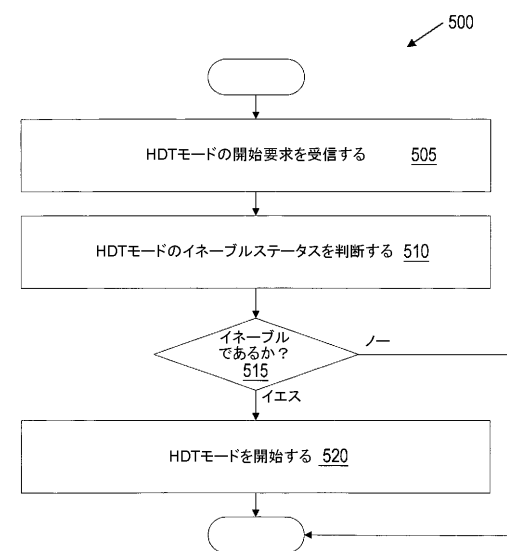 500
HDTモードの開始要求を受信する 505
HDTモードのイネーブルステータスを判断する 510
イネーブル
であるか？
515
ノー
イエス
HDTモードを開始する 520